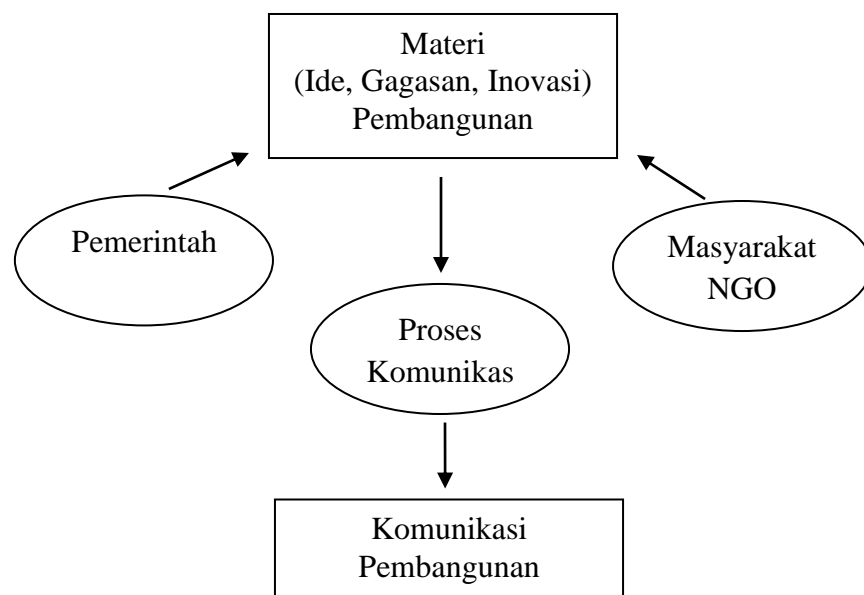 Materi
(Ide, Gagasan, Inovasi)
Pembangunan
Pemerintah
Masyarakat
NGO
Proses
Komunikas
Komunikasi
Pembangunan